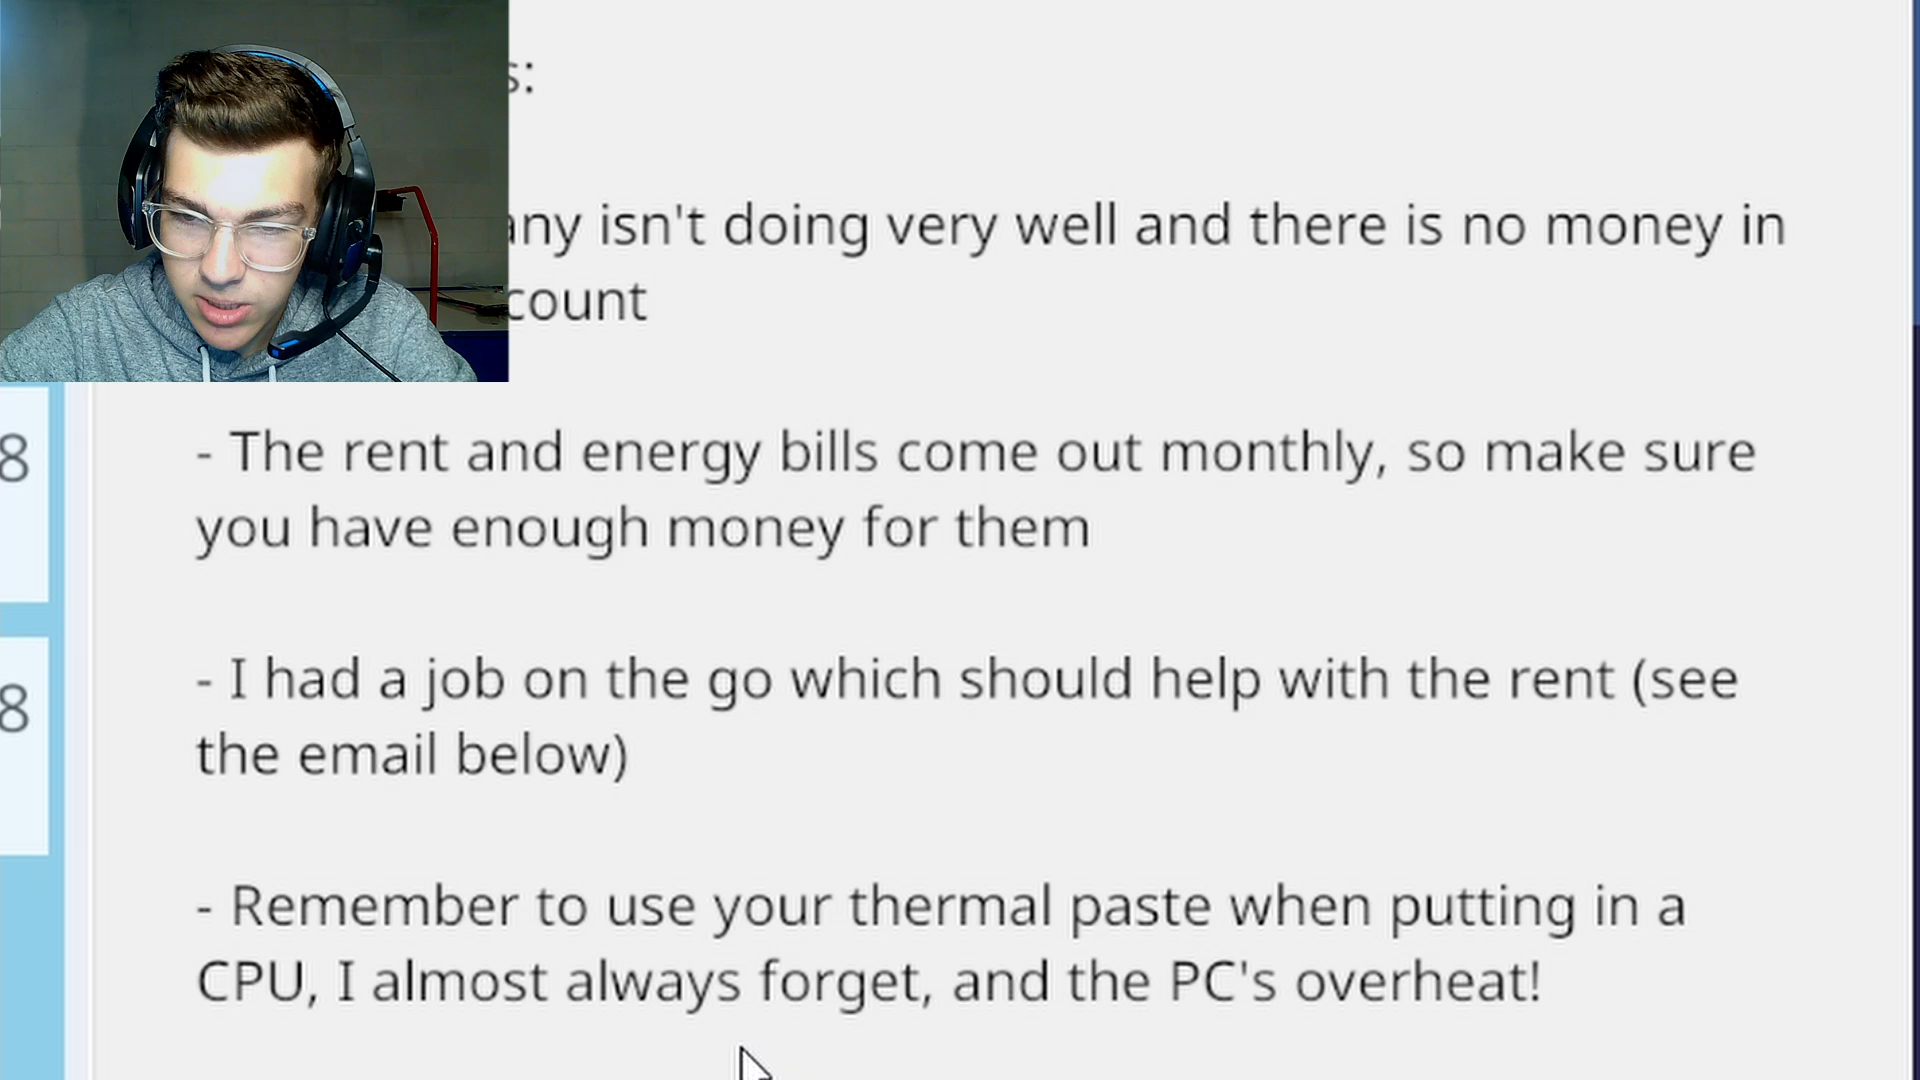 s:
any isn't doing very well and there is no money in
count
8
- The rent and energy bills come out monthly, so make sure
you have enough money for them
- I had a job on the go which should help with the rent (see
the email below)
8
- Remember to use your thermal paste when putting in a
CPU, I almost always forget, and the PC's overheat!